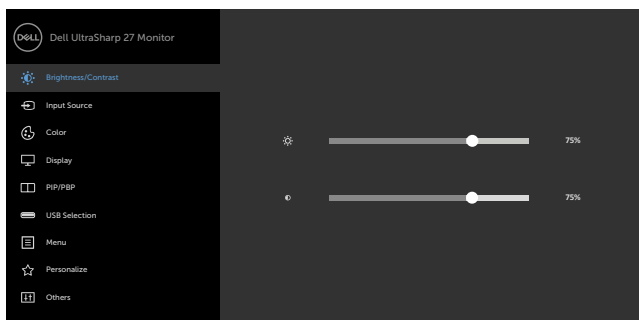 DELL
Dell UltraSharp 27 Monitor
Brightness/Contrast
Input Source
Color
Display
PIP/PBP
USB Selection
Menu
Personalize
Others
75%
75%